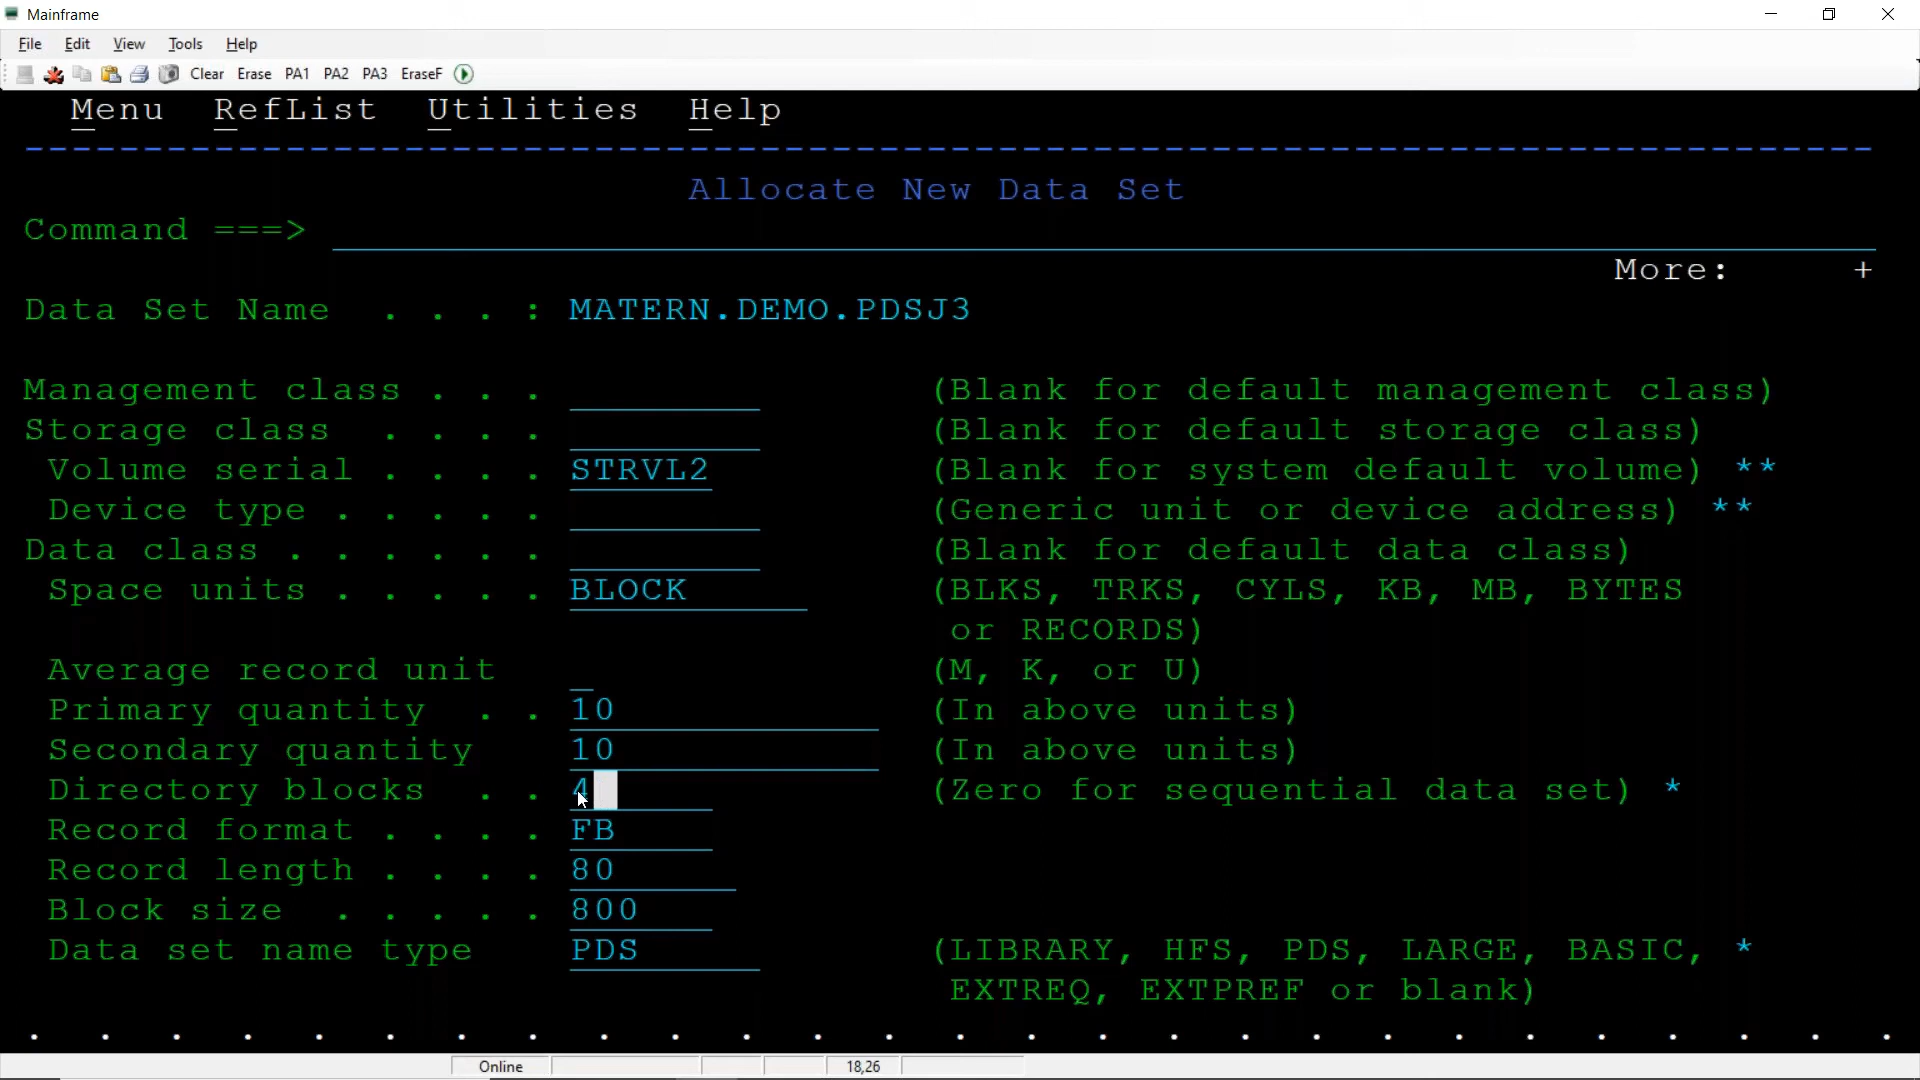 Mainframe
File Edit View Tools Help
Clear Erase PA1 PA2 PA3 EraseF
Menu RefList Utilities Help
Allocate New Data Set
Command ===>
More: +
Data Set Name . . . : MATERN.DEMO.PDSJ3
Management class . . . (Blank for default management class)
Storage class . . . . (Blank for default storage class)
Volume serial . . . . STRVL2 (Blank for system default volume) **
Device type . . . . . (Generic unit or device address) **
Data class . . . . . . (Blank for default data class)
Space units . . . . . BLOCK (BLKS, TRKS, CYLS, KB, MB, BYTES
or RECORDS)
Average record unit _ (M, K, or U)
Primary quantity . . 10 (In above units)
Secondary quantity 10 (In above units)
Directory blocks . . 4 (Zero for sequential data set) *
Record format . . . . FB
Record length . . . . 80
Block size . . . . . 800
Data set name type PDS (LIBRARY, HFS, PDS, LARGE, BASIC, *
EXTREQ, EXTPREF or blank)
. . . . . . . . . . . . . . . . . . . . . . . . . . .
Online 18,26